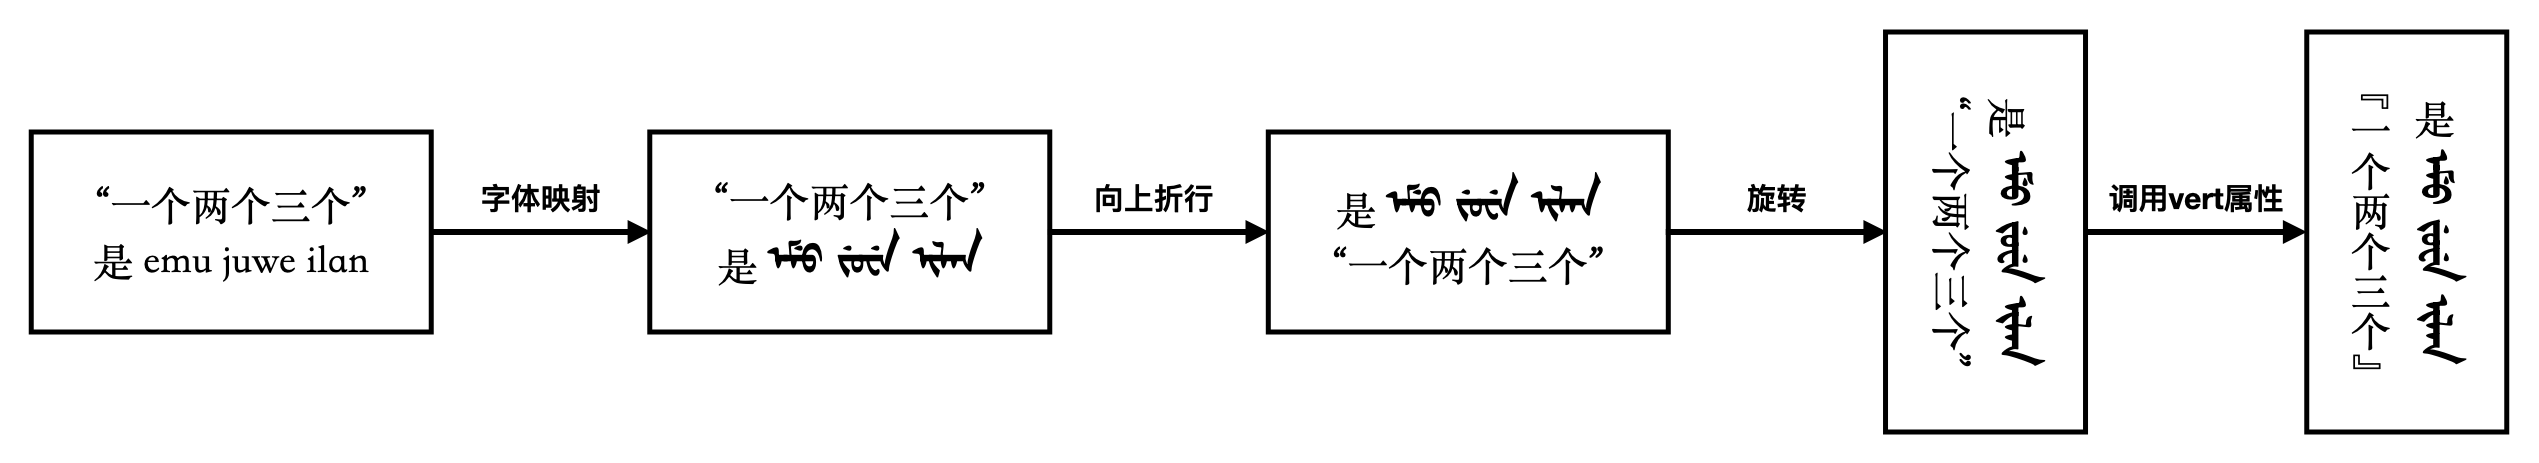 “一个两个三个”
是 emu juwe ilan
字体映射
“一个两个三个”
是 ᡝᠮᡠ ᠵᡠᠸᡝ ᡳᠯᠠᠨ
向上折行
是 ᡝᠮᡠ ᠵᡠᠸᡝ ᡳᠯᠠᠨ
“一个两个三个”
旋转
“一个两个三个”
是 ᡝᠮᡠ ᠵᡠᠸᡝ ᡳᠯᠠᠨ
调用vert属性
『一个两个三个』
是 ᡝᠮᡠ ᠵᡠᠸᡝ ᡳᠯᠠᠨ